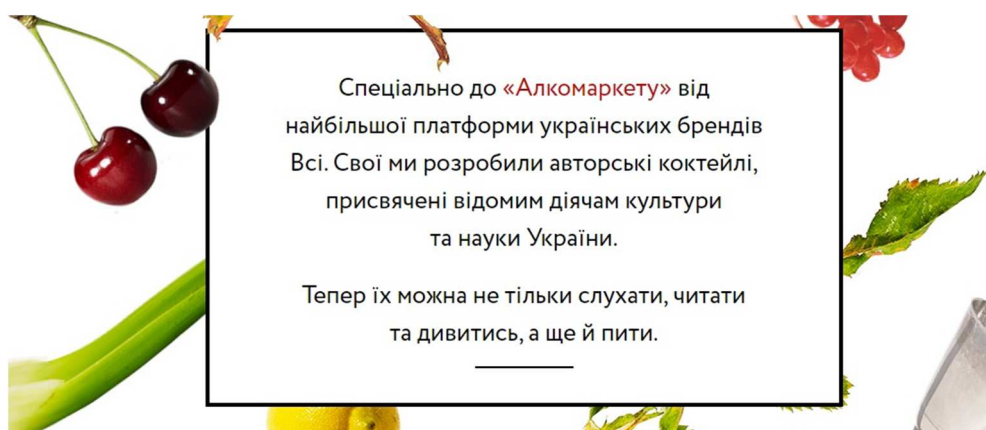 Спеціально до «Алкомаркету» від
найбільшої платформи українських брендів
Всі. Свої ми розробили авторські коктейлі,
присвячені відомим діячам культури
та науки України.
Тепер їх можна не тільки слухати, читати
та дивитись, а ще й пити.